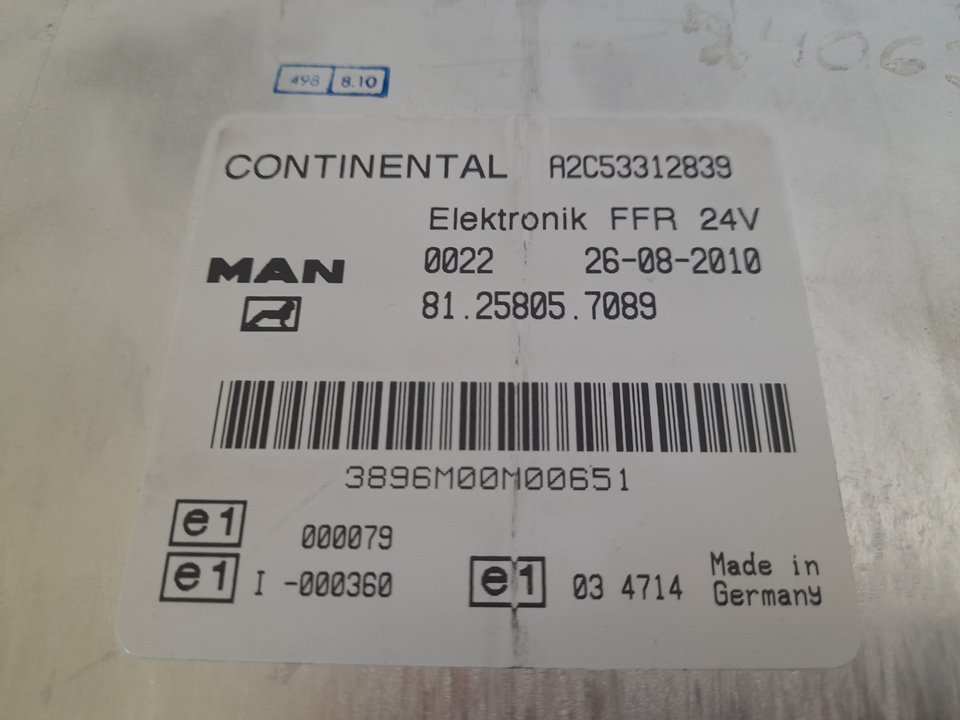 498 8.10
CONTINENTAL A2C53312839
Elektronik FFR 24V
MAN 0022 26-08-2010
81.25805.7089
3896M00M00651
e1 000079
e1 I -000360
e1 03 4714
Made in
Germany